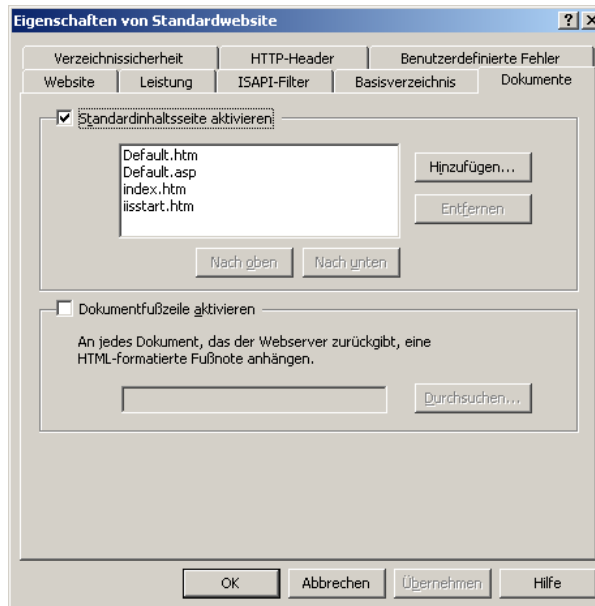 Eigenschaften von Standardwebsite
Verzeichnissicherheit HTTP-Header Benutzerdefinierte Fehler
Website Leistung ISAPI-Filter Basisverzeichnis Dokumente
Standardinhaltsseite aktivieren
Default.htm
Default.asp
index.htm
iisstart.htm
Hinzufügen...
Entfernen
Nach oben Nach unten
Dokumentfußzeile aktivieren
An jedes Dokument, das der Webserver zurückgibt, eine
HTML-formatierte Fußnote anhängen.
Durchsuchen...
OK Abbrechen Übernehmen Hilfe